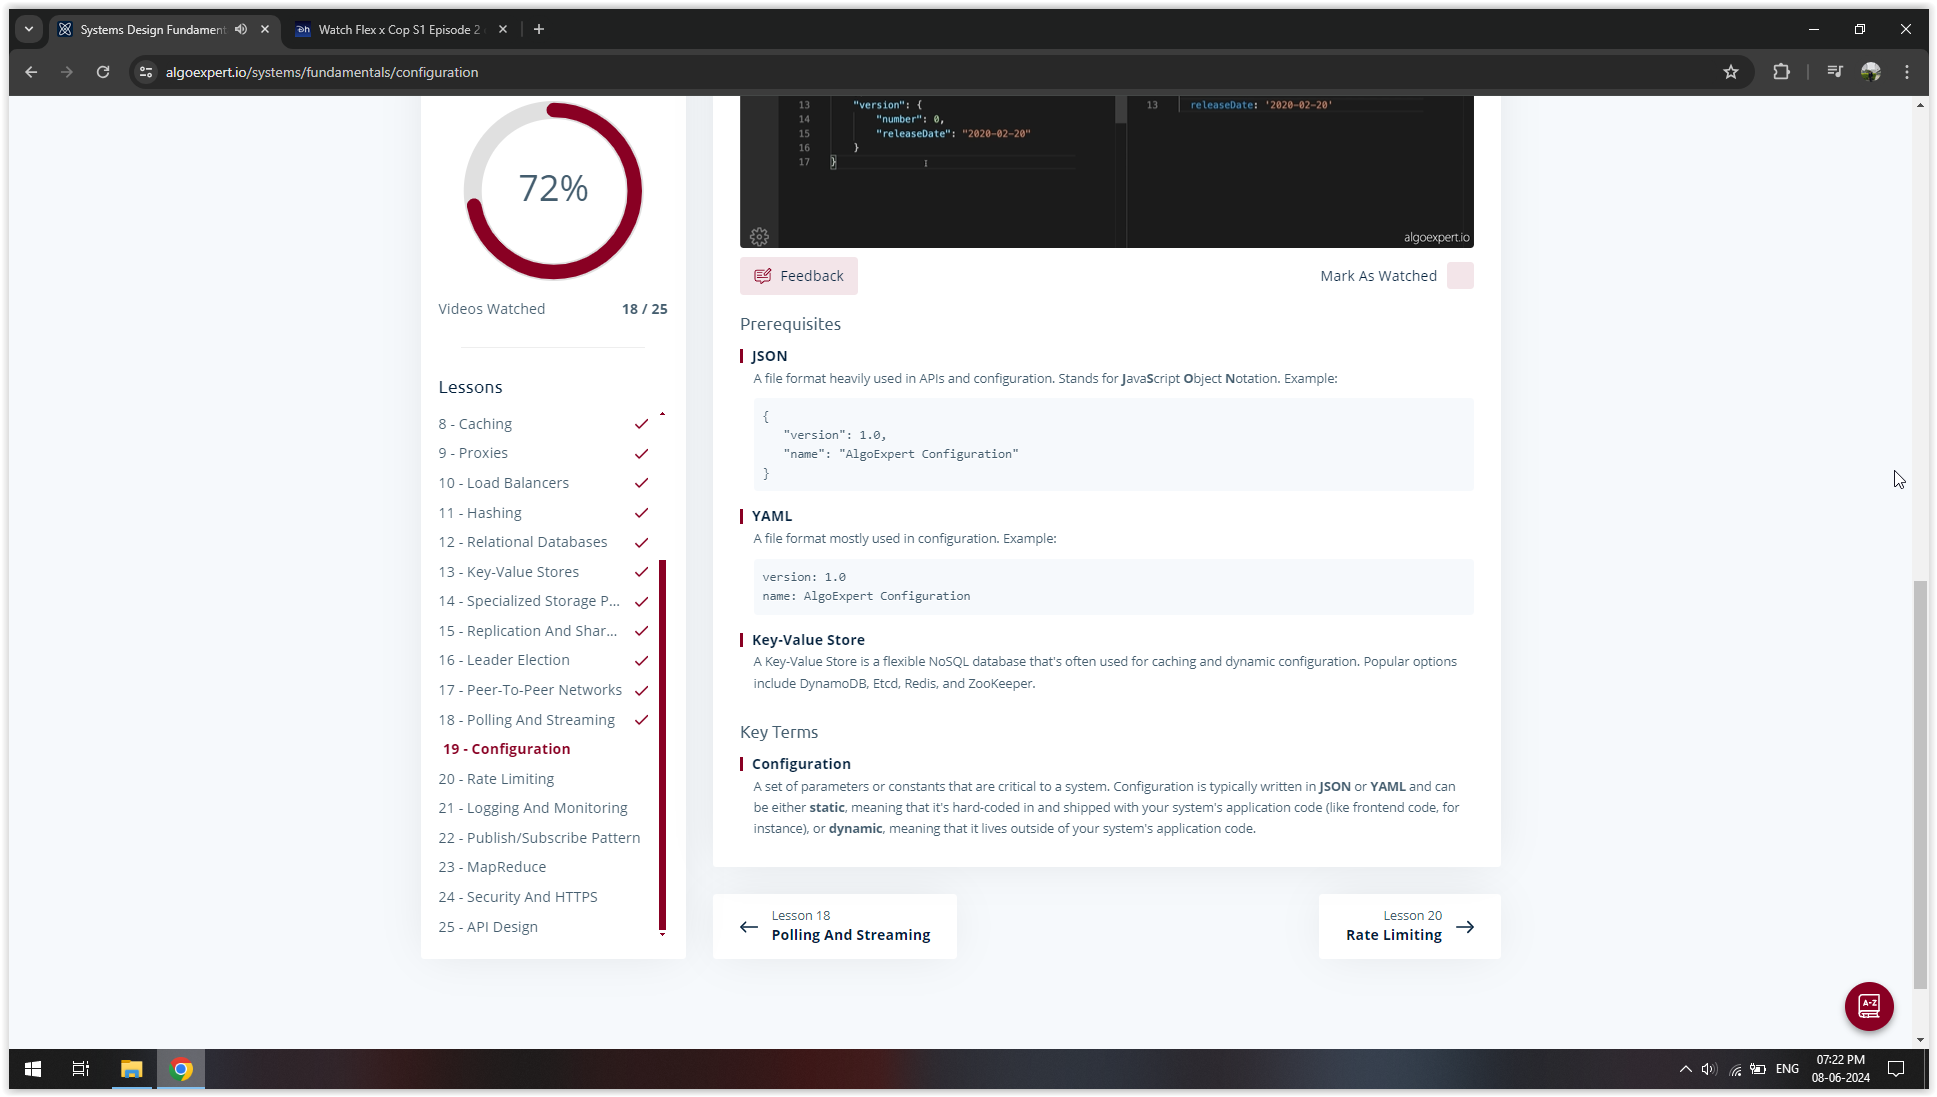 Systems Design Fundament
Watch Flex x Cop S1 Episode 2
algoexpert.io/systems/fundamentals/configuration
72%
Videos Watched 18 / 25
Lessons
8 - Caching
9 - Proxies
10 - Load Balancers
11 - Hashing
12 - Relational Databases
13 - Key-Value Stores
14 - Specialized Storage P...
15 - Replication And Shar...
16 - Leader Election
17 - Peer-To-Peer Networks
18 - Polling And Streaming
19 - Configuration
20 - Rate Limiting
21 - Logging And Monitoring
22 - Publish/Subscribe Pattern
23 - MapReduce
24 - Security And HTTPS
25 - API Design
13 "version": {
14 "number": 0,
15 "releaseDate": "2020-02-20"
16 }
17 }
13 releaseDate: '2020-02-20'
algoexpert.io
Feedback
Mark As Watched
Prerequisites
JSON
A file format heavily used in APIs and configuration. Stands for JavaScript Object Notation. Example:
{
"version": 1.0,
"name": "AlgoExpert Configuration"
}
YAML
A file format mostly used in configuration. Example:
version: 1.0
name: AlgoExpert Configuration
Key-Value Store
A Key-Value Store is a flexible NoSQL database that's often used for caching and dynamic configuration. Popular options
include DynamoDB, Etcd, Redis, and ZooKeeper.
Key Terms
Configuration
A set of parameters or constants that are critical to a system. Configuration is typically written in JSON or YAML and can
be either static, meaning that it's hard-coded in and shipped with your system's application code (like frontend code, for
instance), or dynamic, meaning that it lives outside of your system's application code.
Lesson 18
Polling And Streaming
Lesson 20
Rate Limiting
A-Z
ENG
07:22 PM
08-06-2024